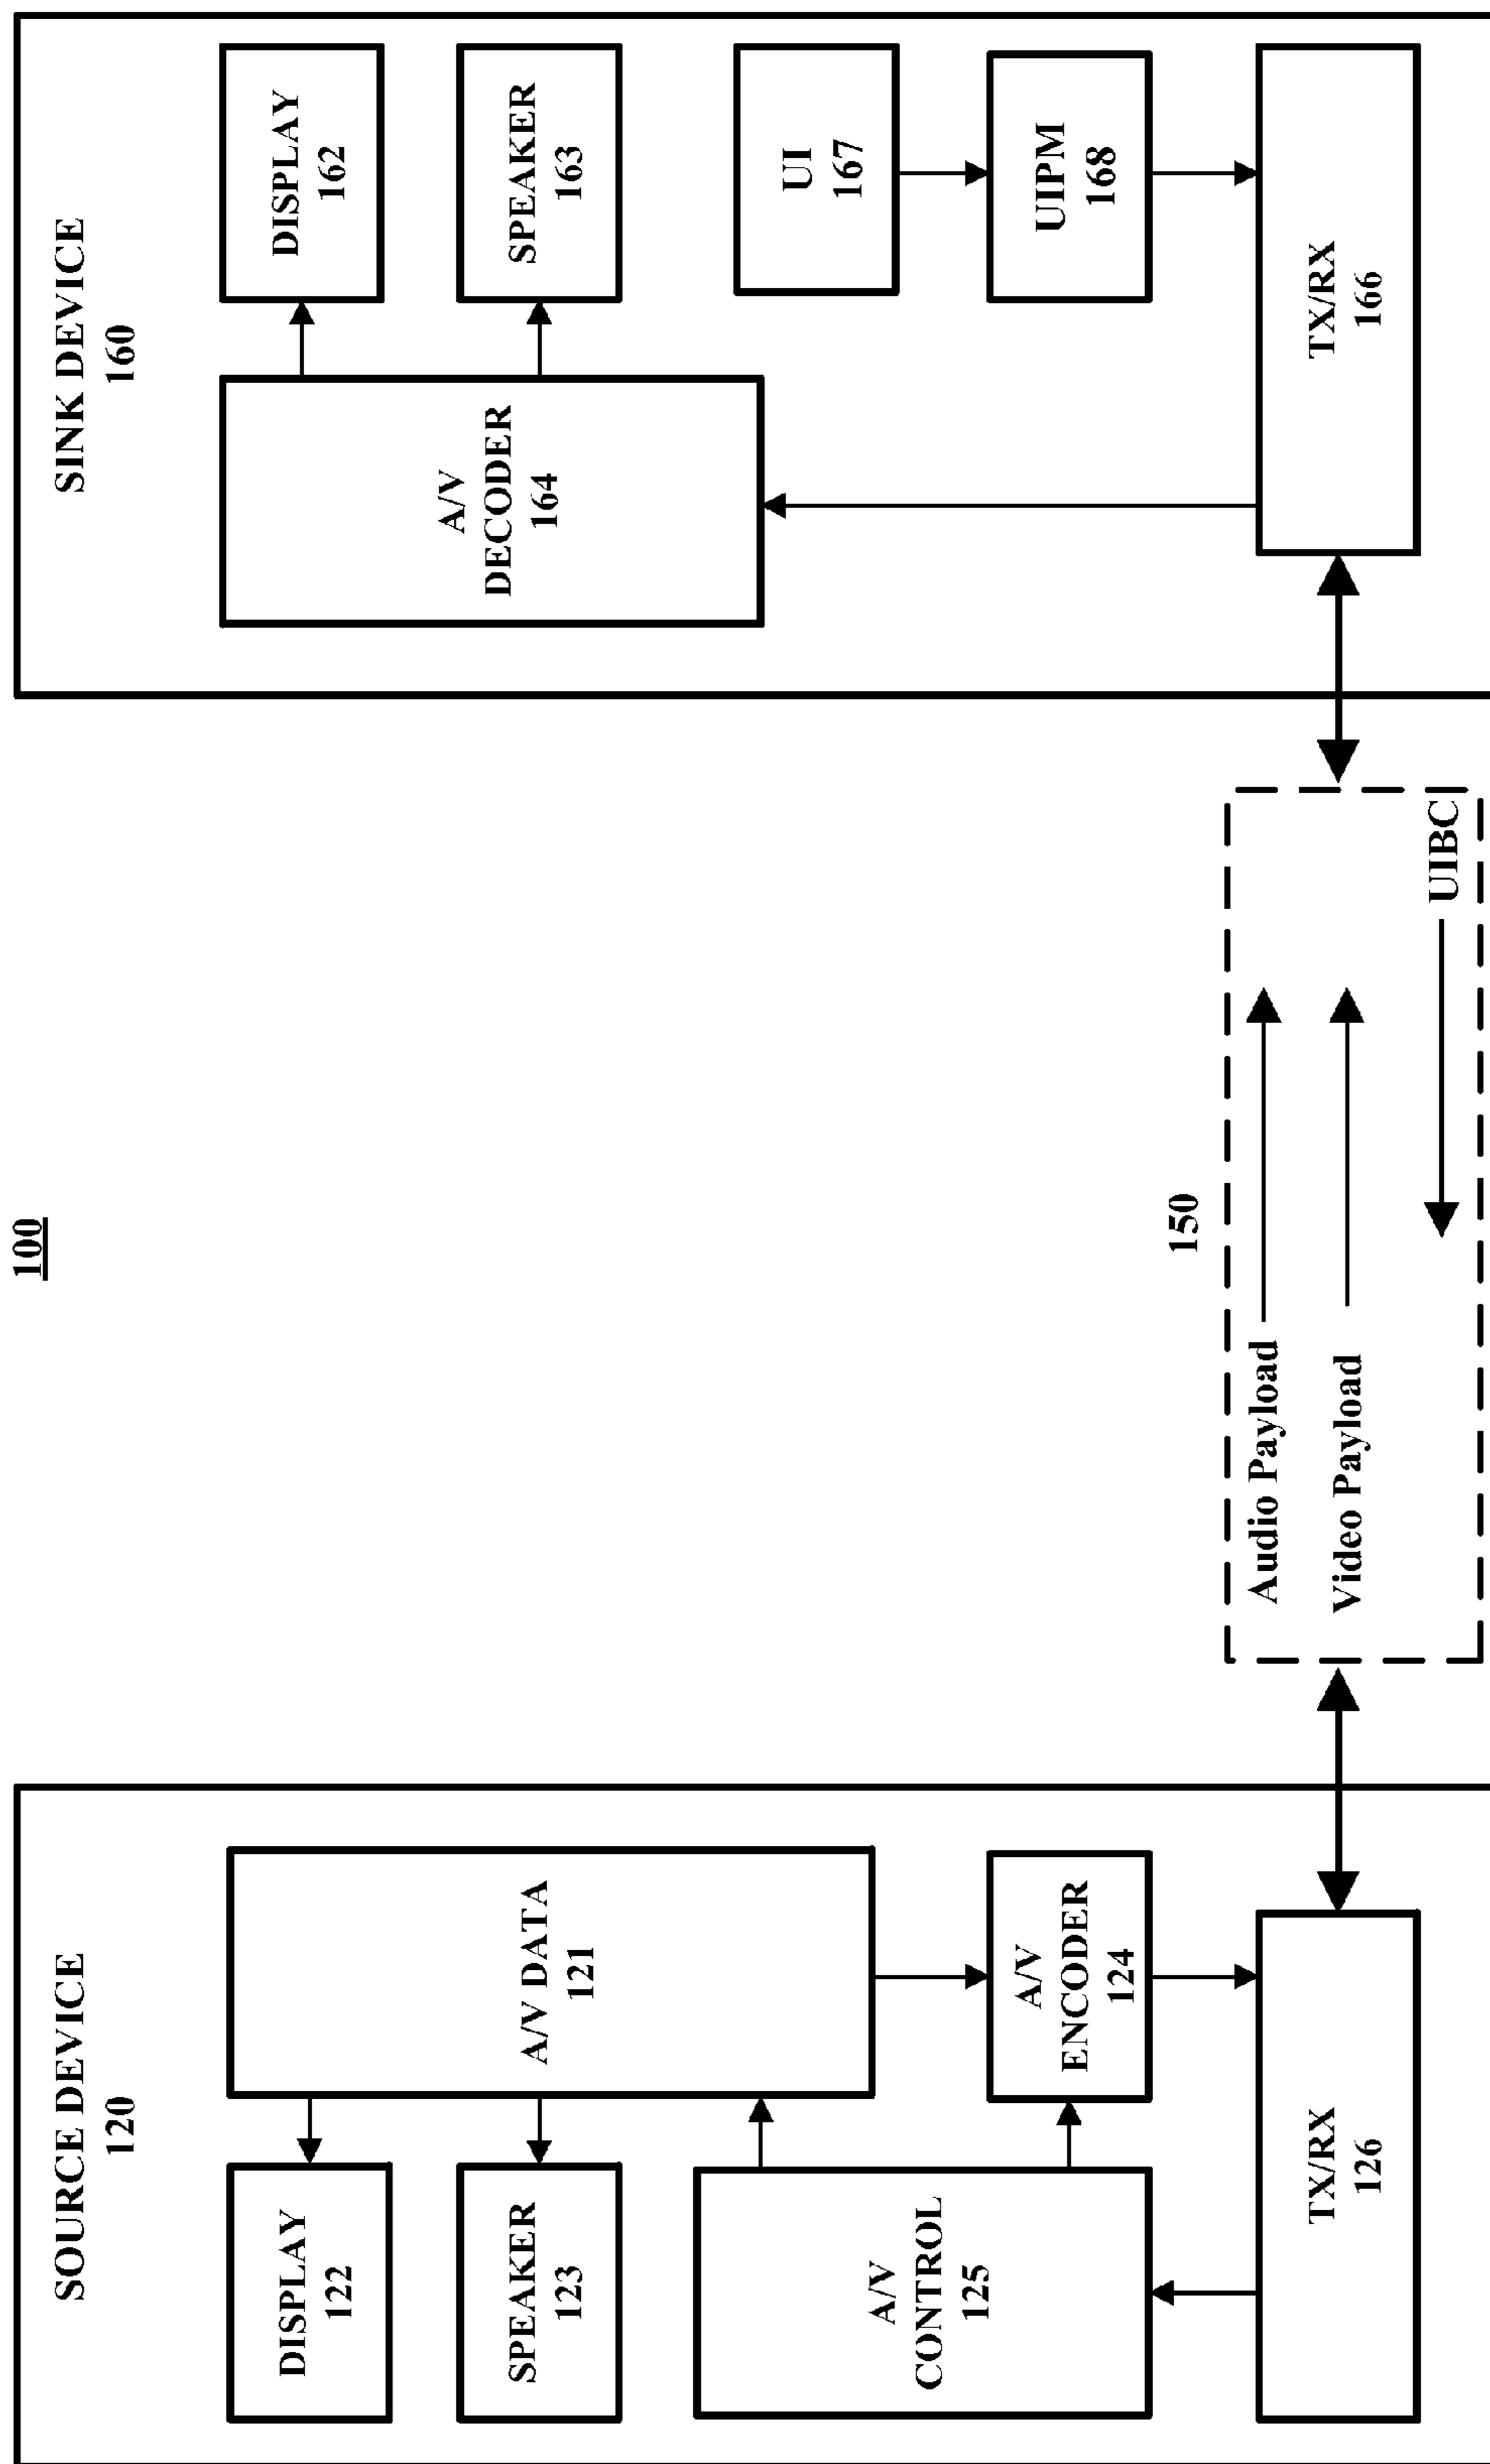 100
SOURCE DEVICE
120
DISPLAY
122
SPEAKER
123
A/V DATA
121
A/V
CONTROL
125
A/V
ENCODER
124
TX/RX
126
150
Audio Payload
Video Payload
UIBC
SINK DEVICE
160
A/V
DECODER
164
DISPLAY
162
SPEAKER
163
UI
167
UIPM
168
TX/RX
166